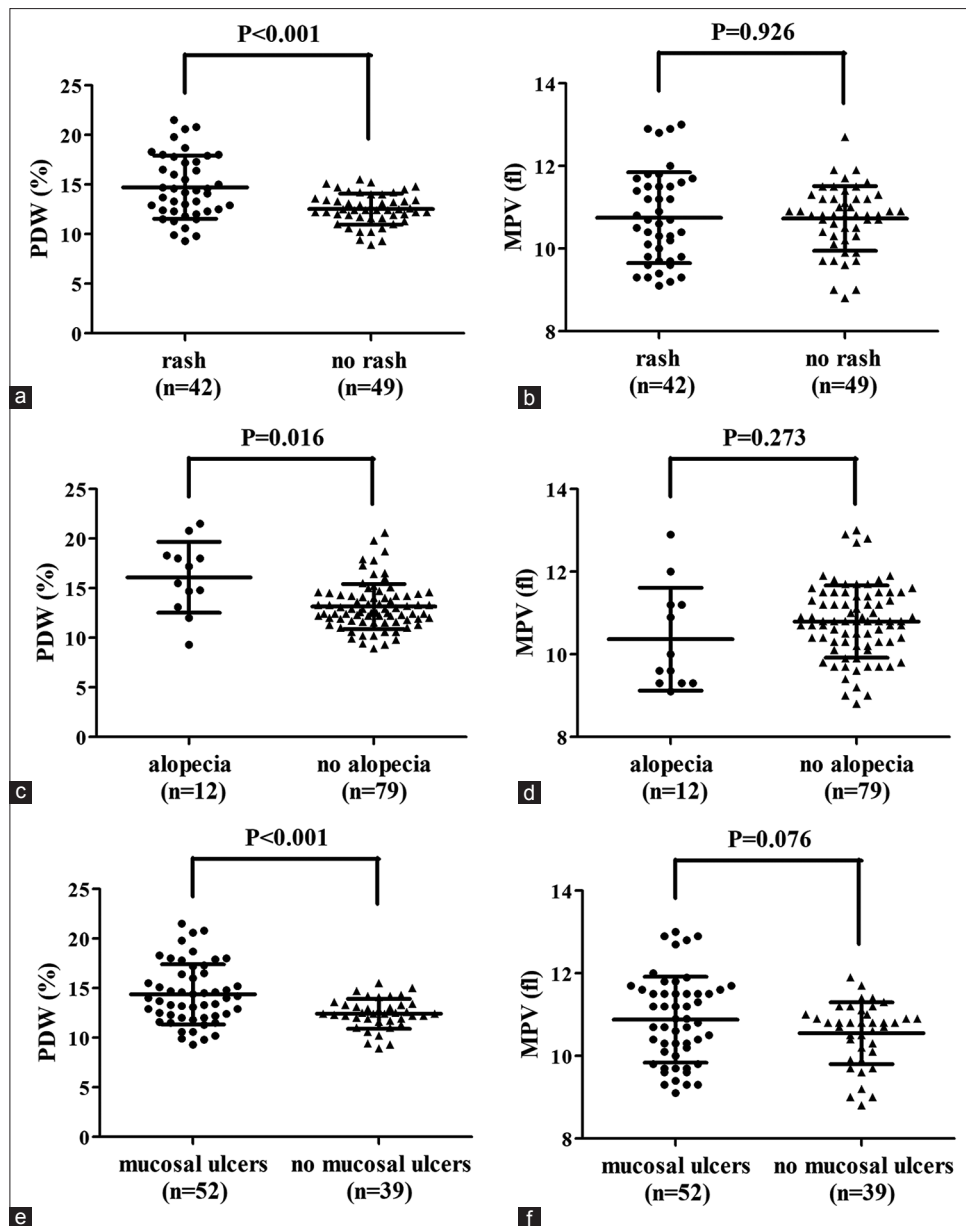 P<0.001
25
20
15
10
5
0
PDW (%)
rash
(n=42)
no rash
(n=49)
a
P=0.926
14
12
10
8
MPV (fl)
rash
(n=42)
no rash
(n=49)
b
P=0.016
25
20
15
10
5
0
PDW (%)
alopecia
(n=12)
no alopecia
(n=79)
c
P=0.273
14
12
10
8
MPV (fl)
alopecia
(n=12)
no alopecia
(n=79)
d
P<0.001
25
20
15
10
5
0
PDW (%)
mucosal ulcers
(n=52)
no mucosal ulcers
(n=39)
e
P=0.076
14
12
10
8
MPV (fl)
mucosal ulcers
(n=52)
no mucosal ulcers
(n=39)
f